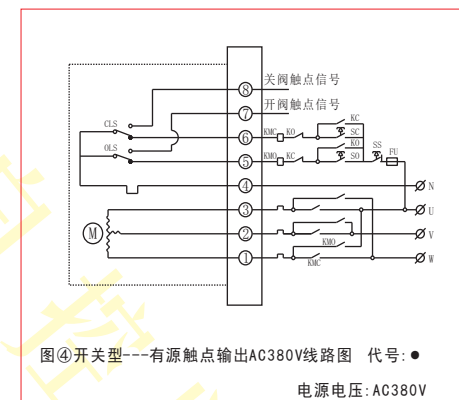 ⑧ 关阀触点信号
⑦ 开阀触点信号
CLS ⑥ KMC KO KC SC
OLS ⑤ KMO KC KO SO SS FU
④ N
③ U
M ② V
KMO
① KMC W
图④开关型---有源触点输出AC380V线路图 代号:●
电源电压:AC380V